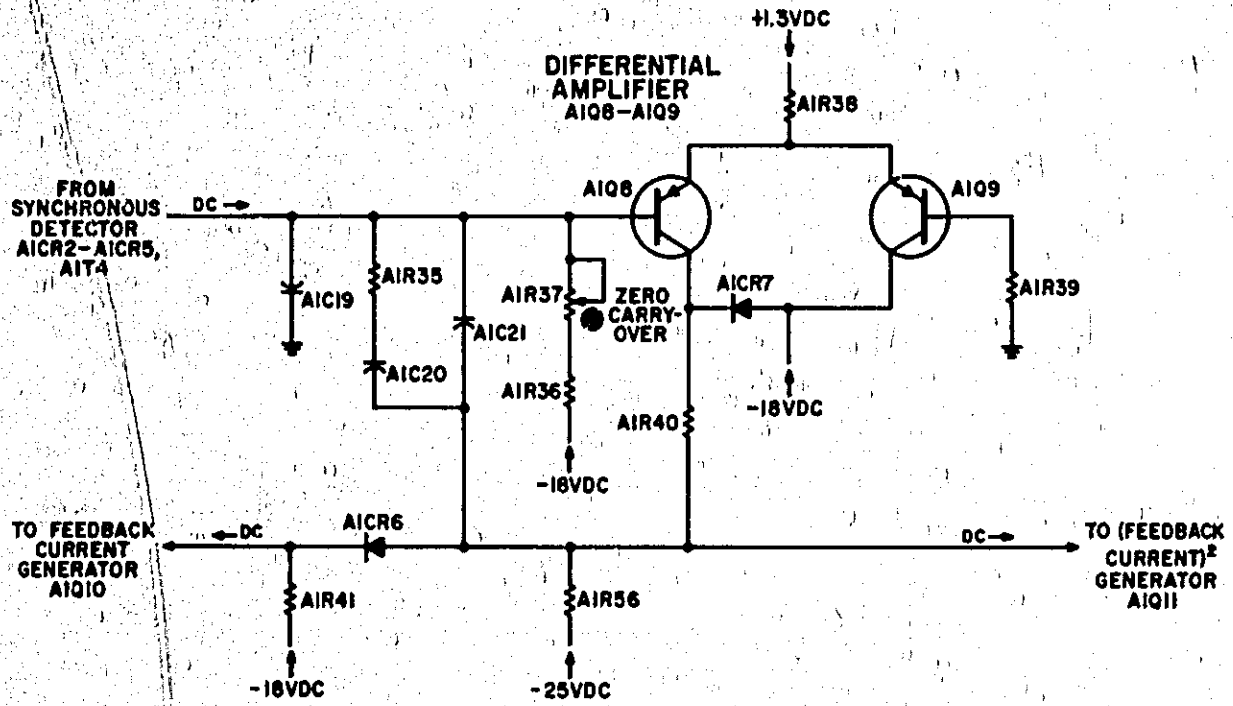 +1.3VDC
DIFFERENTIAL
AMPLIFIER
A1Q8-A1Q9
A1R38
A1Q8
A1Q9
FROM
SYNCHRONOUS
DETECTOR
A1CR2-A1CR5,
A1T4
DC
A1C19
A1R35
A1C20
A1C21
A1R37
ZERO
CARRY-
OVER
A1R36
-18VDC
A1CR7
-18VDC
A1R39
A1R40
TO FEEDBACK
CURRENT
GENERATOR
A1Q10
DC
A1CR6
A1R41
-18VDC
A1R56
-25VDC
DC
TO (FEEDBACK
CURRENT)²
GENERATOR
A1Q11